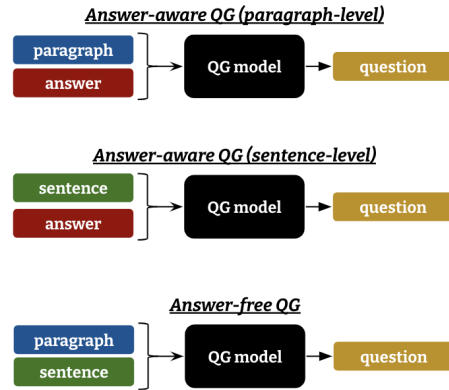 Answer-aware QG (paragraph-level)
paragraph
answer
QG model
question
Answer-aware QG (sentence-level)
sentence
answer
QG model
question
Answer-free QG
paragraph
sentence
QG model
question